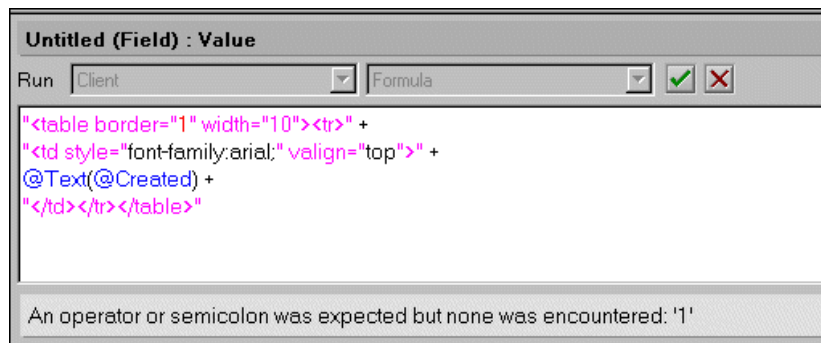 Untitled (Field) : Value
Run Client Formula
"<table border="1" width="10"><tr>" +
"<td style="font-family:arial;" valign="top">" +
@Text(@Created) +
"</td></tr></table>"
An operator or semicolon was expected but none was encountered: '1'